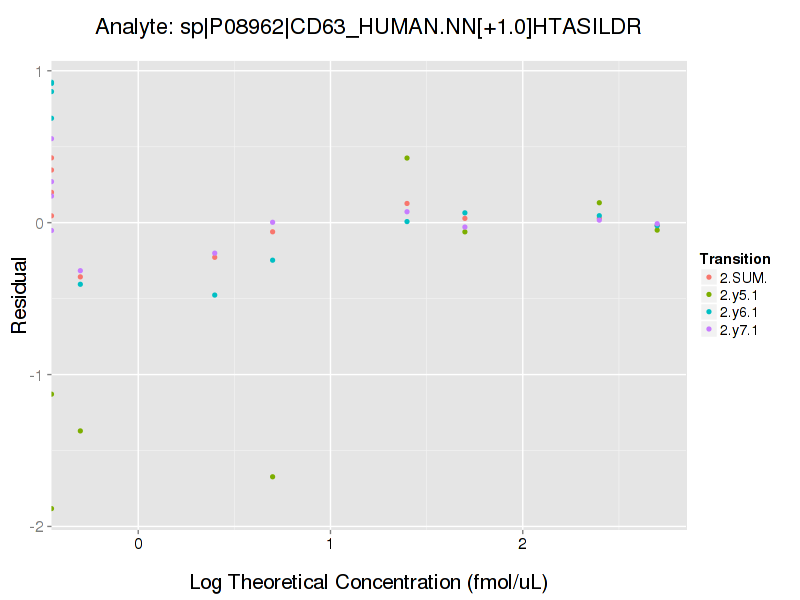 Analyte: sp|P08962|CD63_HUMAN.NN[+1.0]HTASILDR
1
0
-1
-2
Residual
0 1 2
Log Theoretical Concentration (fmol/uL)
Transition
2.SUM.
2.y5.1
2.y6.1
2.y7.1